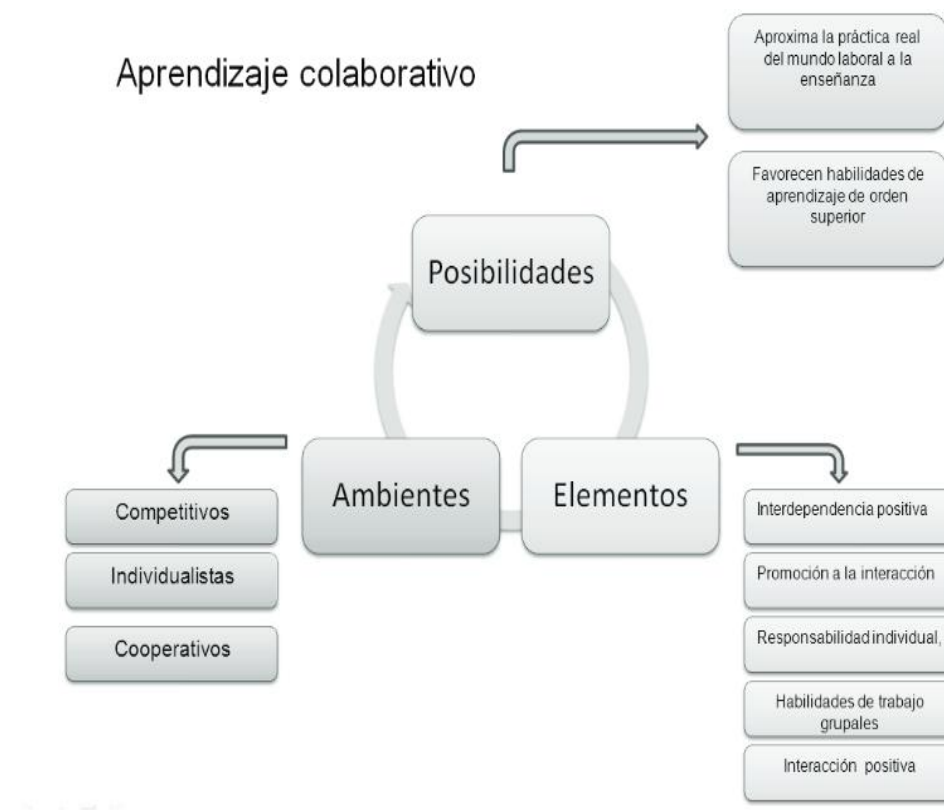 Aprendizaje colaborativo
Aproxima la práctica real
del mundo laboral a la
enseñanza
Favorecen habilidades de
aprendizaje de orden
superior
Posibilidades
Ambientes
Elementos
Competitivos
Individualistas
Cooperativos
Interdependencia positiva
Promoción a la interacción
Responsabilidad individual,
Habilidades de trabajo
grupales
Interacción positiva